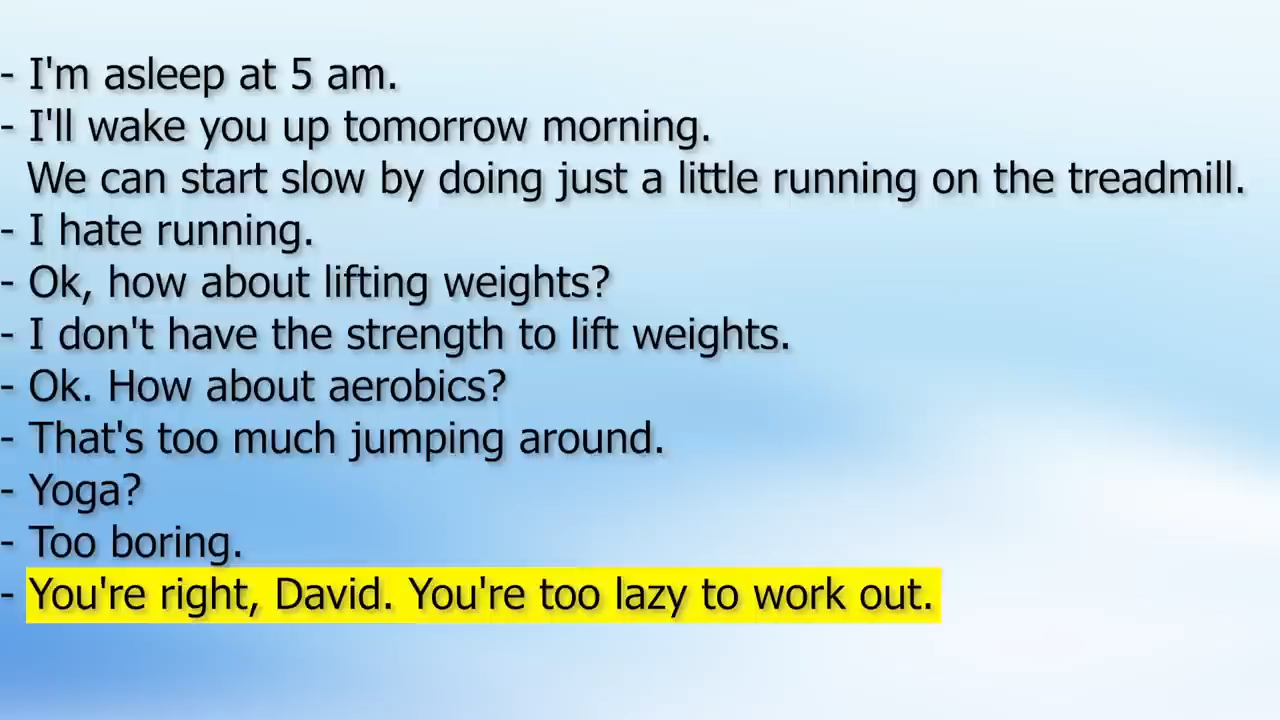 - I'm asleep at 5 am.
- I'll wake you up tomorrow morning.
We can start slow by doing just a little running on the treadmill.
- I hate running.
- Ok, how about lifting weights?
- I don't have the strength to lift weights.
- Ok. How about aerobics?
- That's too much jumping around.
- Yoga?
- Too boring.
- You're right, David. You're too lazy to work out.